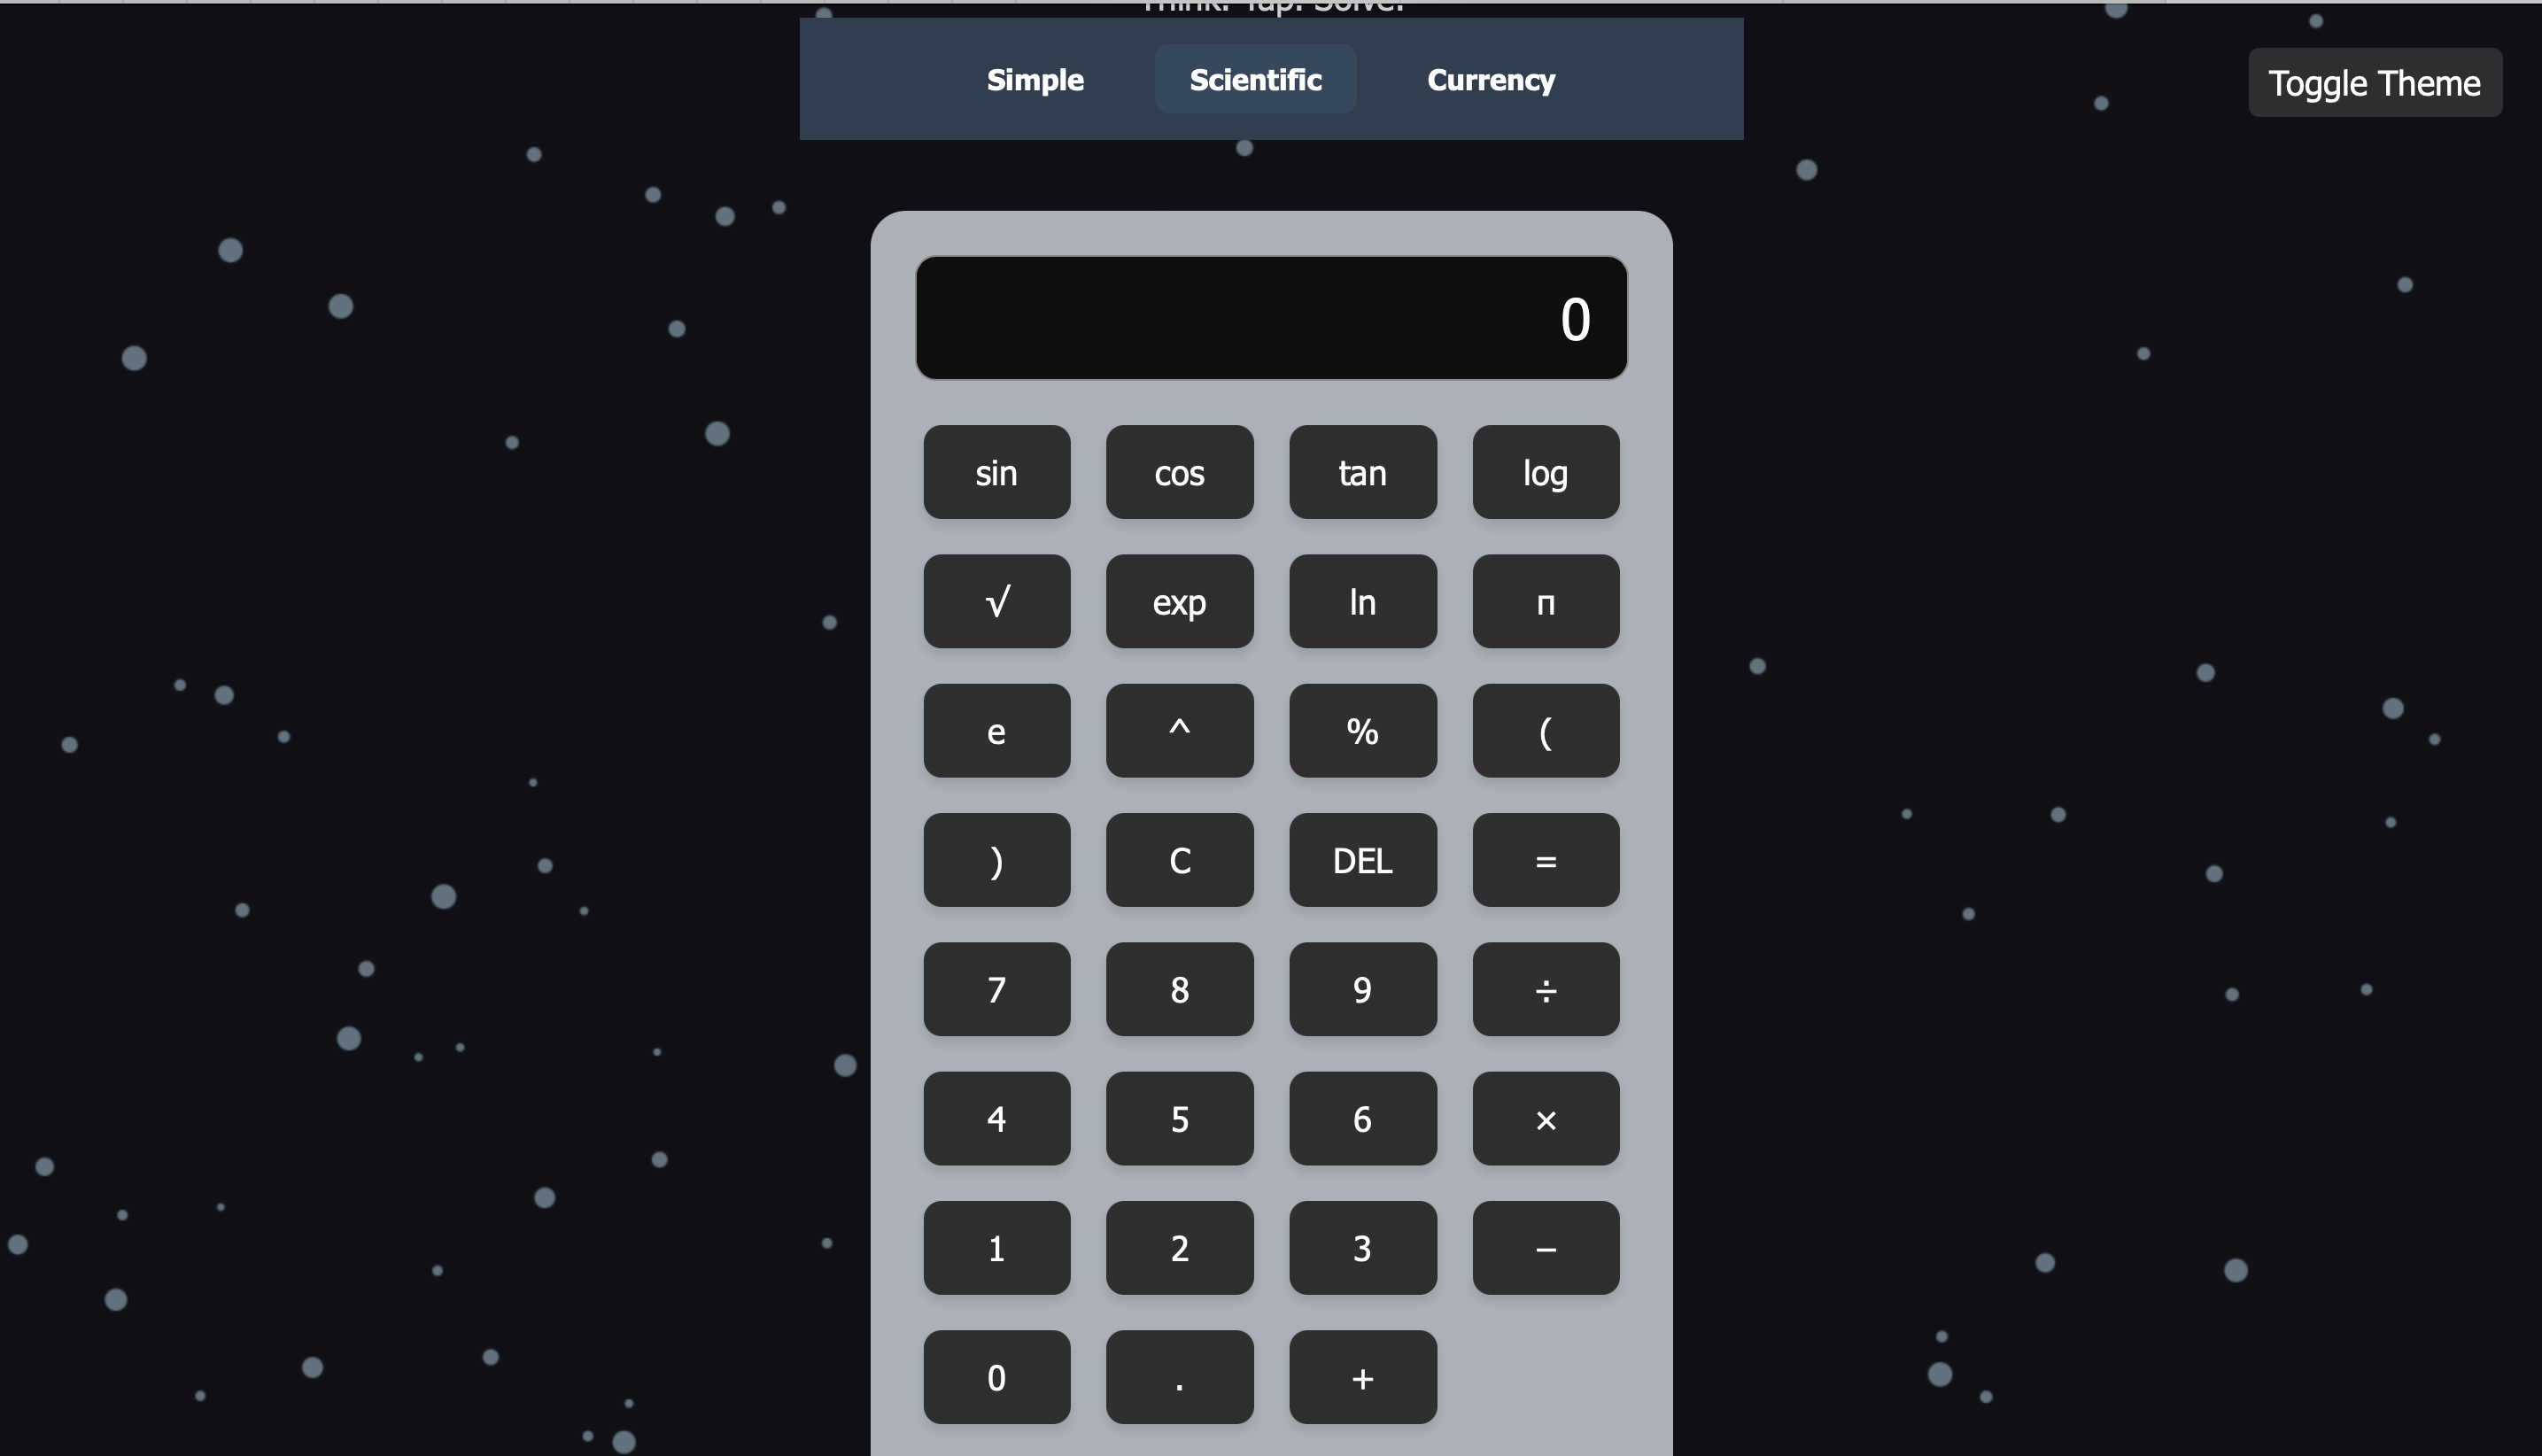 Think. Tap. Solve.
Simple Scientific Currency
Toggle Theme
0
sin cos tan log
√ exp ln π
e ^ % (
) C DEL =
7 8 9 ÷
4 5 6 ×
1 2 3 −
0 . +